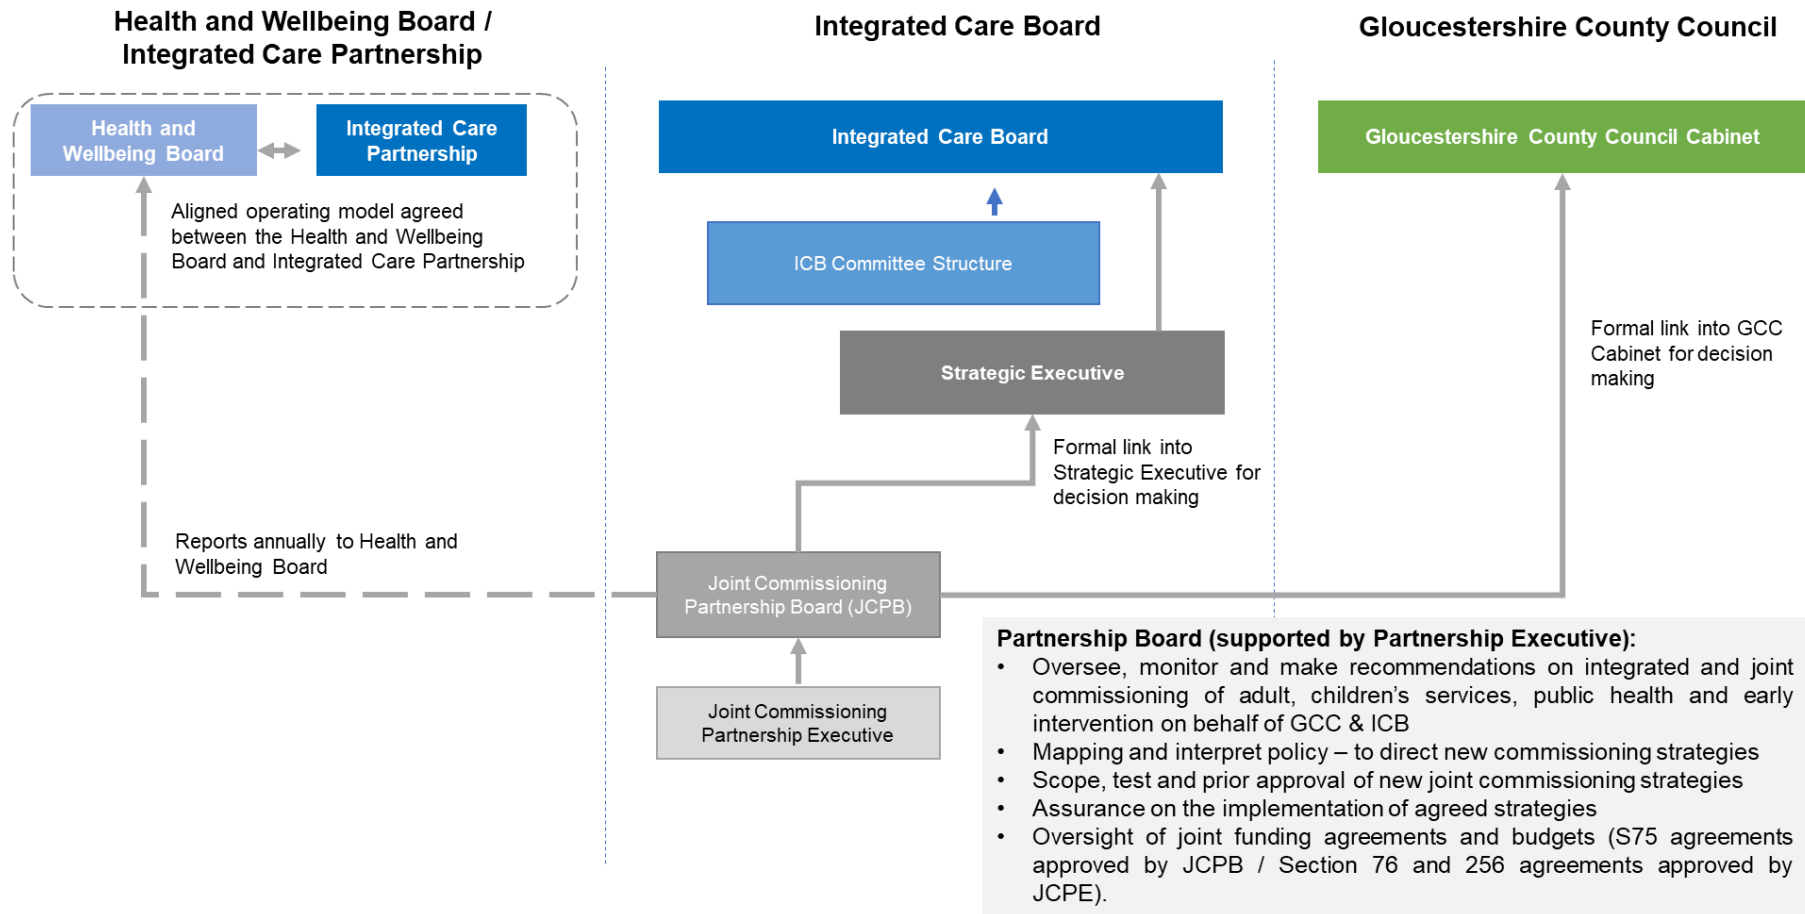 Health and Wellbeing Board /
Integrated Care Partnership
Integrated Care Board
Gloucestershire County Council
Health and
Wellbeing Board
Integrated Care
Partnership
Aligned operating model agreed
between the Health and Wellbeing
Board and Integrated Care Partnership
Integrated Care Board
Gloucestershire County Council Cabinet
ICB Committee Structure
Strategic Executive
Formal link into GCC
Cabinet for decision
making
Formal link into
Strategic Executive for
decision making
Reports annually to Health and
Wellbeing Board
Joint Commissioning
Partnership Board (JCPB)
Joint Commissioning
Partnership Executive
Partnership Board (supported by Partnership Executive):
• Oversee, monitor and make recommendations on integrated and joint
commissioning of adult, children’s services, public health and early
intervention on behalf of GCC & ICB
• Mapping and interpret policy – to direct new commissioning strategies
• Scope, test and prior approval of new joint commissioning strategies
• Assurance on the implementation of agreed strategies
• Oversight of joint funding agreements and budgets (S75 agreements
approved by JCPB / Section 76 and 256 agreements approved by
JCPE).